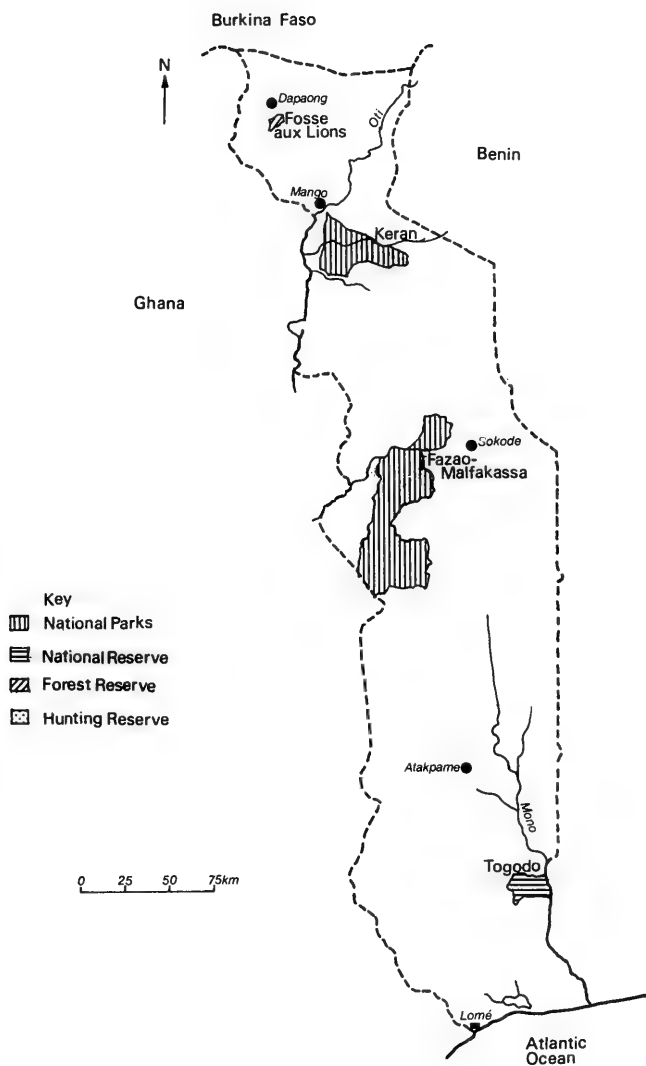 Burkina Faso
N
Dapaong
Fosse
aux Lions
Oti
Benin
Mango
Keran
Ghana
Sokode
Fazao-
Malfakassa
Key
National Parks
National Reserve
Forest Reserve
Hunting Reserve
Atakpame
Mono
Togodo
0 25 50 75km
Lomé
Atlantic
Ocean